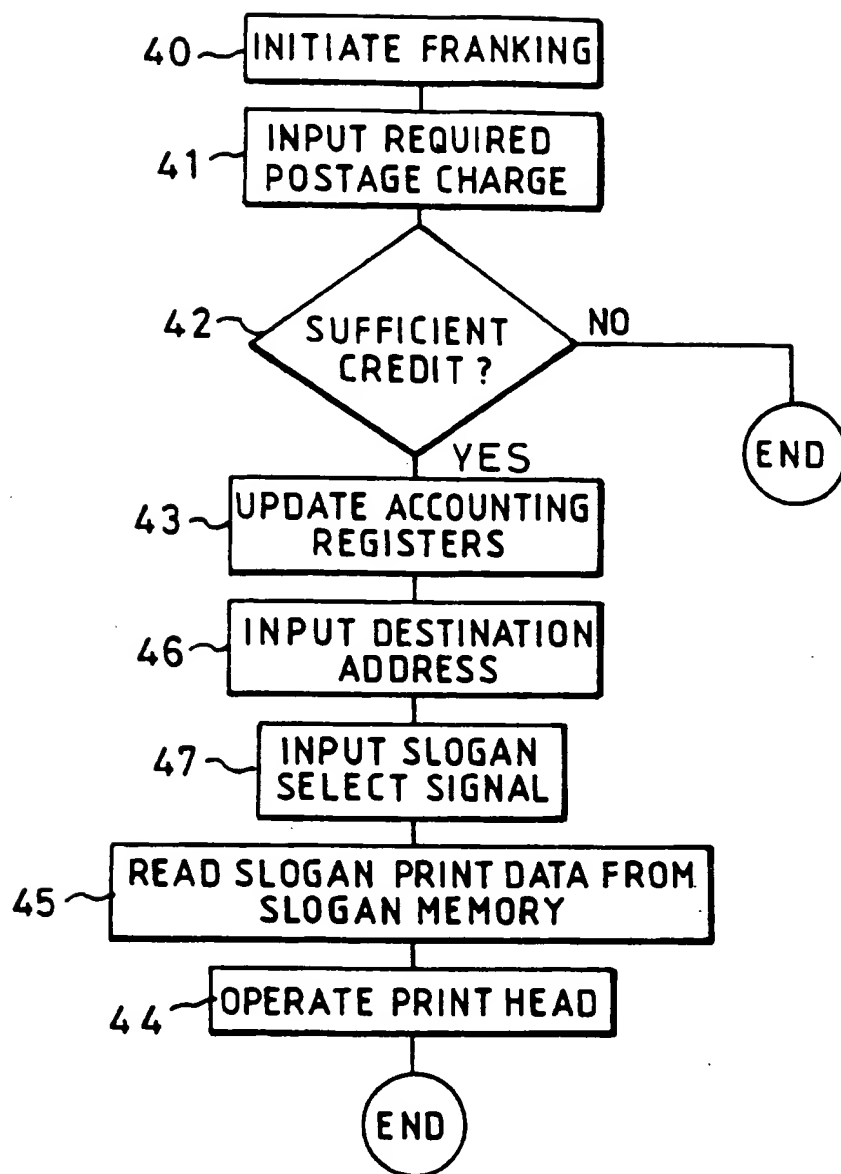 40
INITIATE FRANKING
41
INPUT REQUIRED
POSTAGE CHARGE
42
SUFFICIENT
CREDIT ?
NO
END
YES
43
UPDATE ACCOUNTING
REGISTERS
46
INPUT DESTINATION
ADDRESS
47
INPUT SLOGAN
SELECT SIGNAL
45
READ SLOGAN PRINT DATA FROM
SLOGAN MEMORY
44
OPERATE PRINT HEAD
END